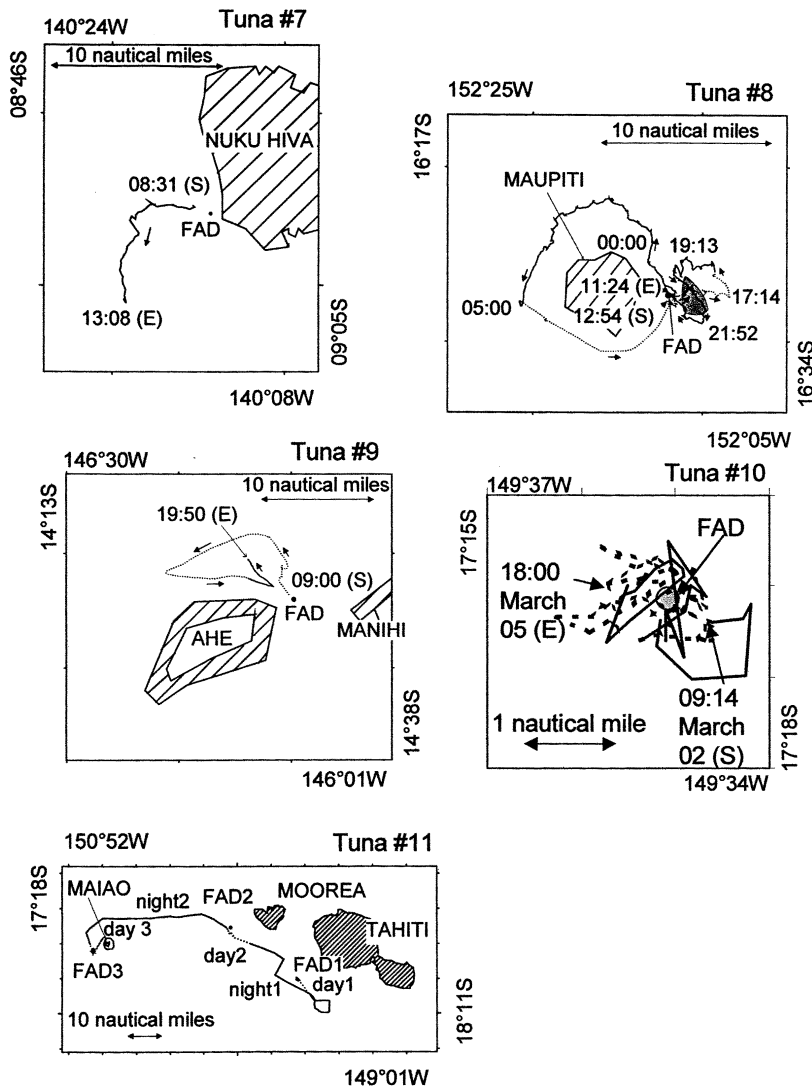 140°24W
Tuna #7
08°46S
10 nautical miles
NUKU HIVA
08:31 (S)
FAD
13:08 (E)
09°05S
140°08W
152°25W
Tuna #8
16°17S
10 nautical miles
MAUPITI
00:00
19:13
11:24 (E)
05:00
17:14
12:54 (S)
21:52
FAD
16°34S
152°05W
146°30W
Tuna #9
14°13S
10 nautical miles
19:50 (E)
09:00 (S)
FAD
MANIHI
AHE
14°38S
146°01W
Tuna #10
149°37W
17°15S
FAD
18:00
March
05 (E)
09:14
March
02 (S)
1 nautical mile
17°18S
149°34W
150°52W
Tuna #11
17°18S
MAIAO
night2
FAD2
MOOREA
TAHITI
day 3
FAD3
day2
FAD1
day1
night1
10 nautical miles
18°11S
149°01W